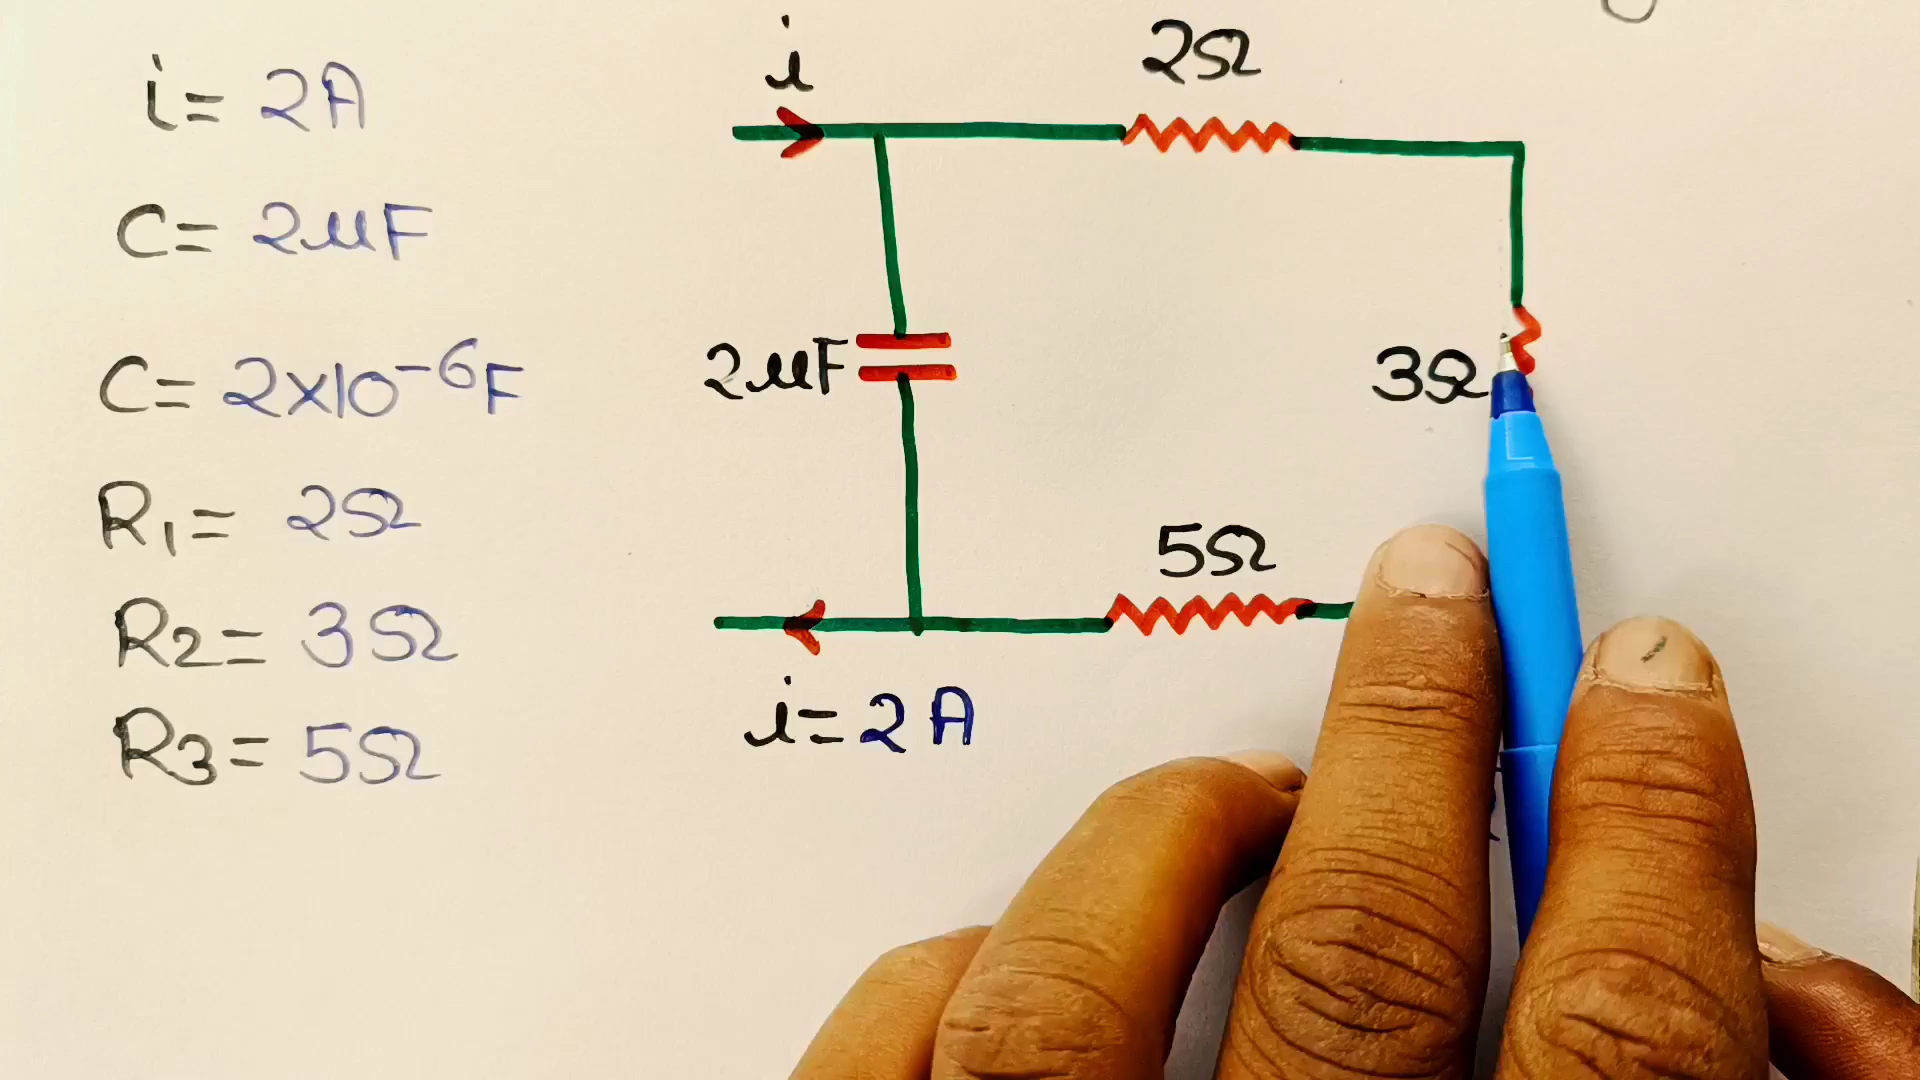 i= 2A
C= 2μF
C= 2×10⁻⁶F
R₁= 2Ω
R2= 3Ω
R3= 5Ω
i
2Ω
2μF
3Ω
5Ω
i= 2A